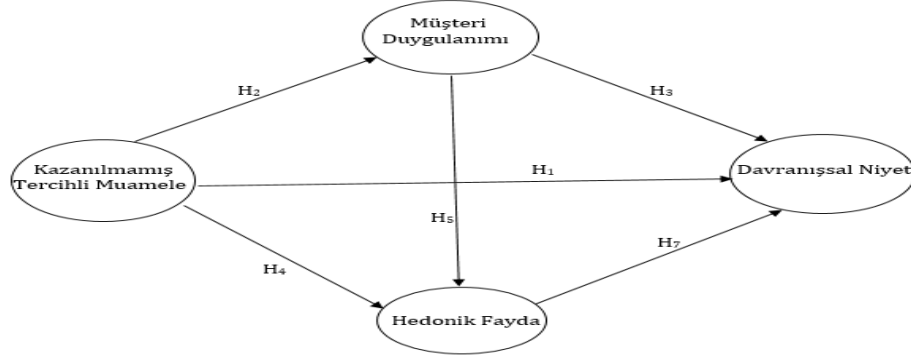 Müşteri
Duygulanımı
H₂
H₃
Kazanılmamış
Tercihli Muamele
H₁
Davranışsal Niyet
H₅
H₇
H₄
Hedonik Fayda